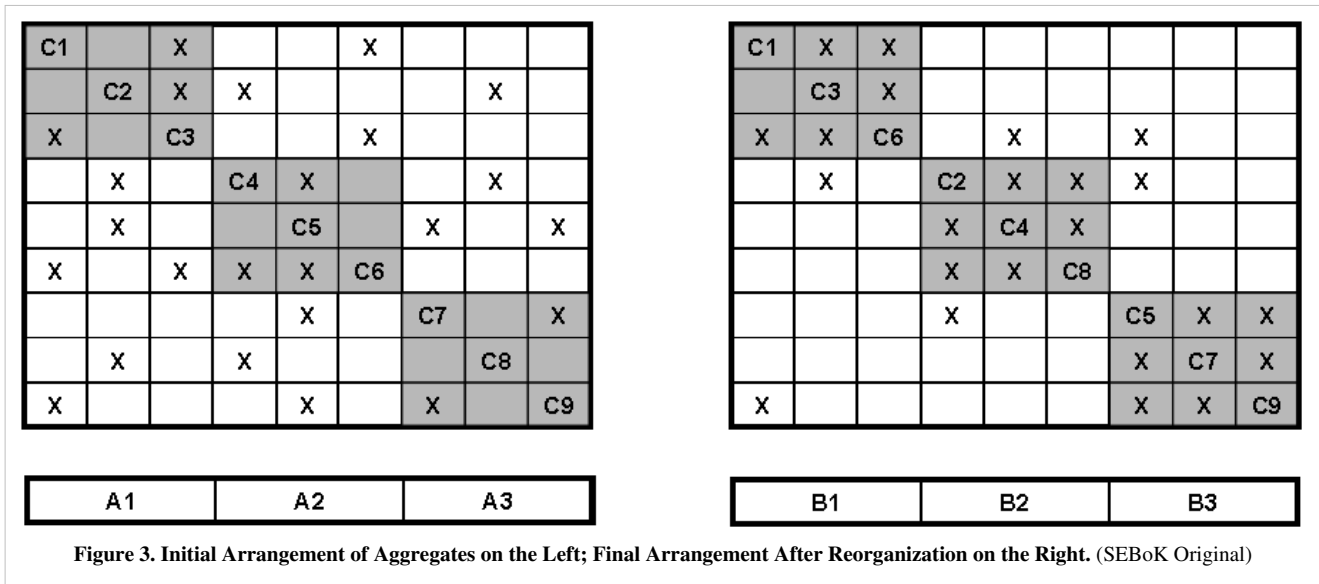 C1 X X
C2 X X X
X C3 X
X C4 X X
X C5 X X
X X X X C6
X C7 X
X X C8
X X X C9
A1 A2 A3
C1 X X
C3 X
X X C6 X X
X C2 X X X
X C4 X
X X C8
X C5 X X
X C7 X
X X X C9
B1 B2 B3
Figure 3. Initial Arrangement of Aggregates on the Left; Final Arrangement After Reorganization on the Right. (SEBoK Original)